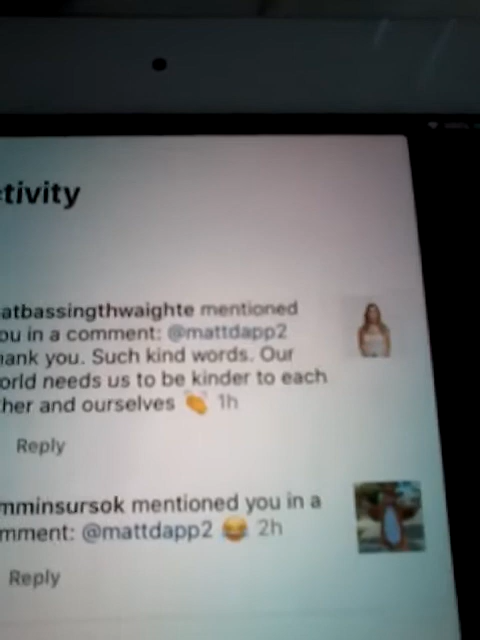 tivity
atbassingthwaighte mentioned
ou in a comment: @mattdapp2
hank you. Such kind words. Our
orld needs us to be kinder to each
her and ourselves 👏 1h
Reply
mminsursok mentioned you in a
mment: @mattdapp2 😂 2h
Reply